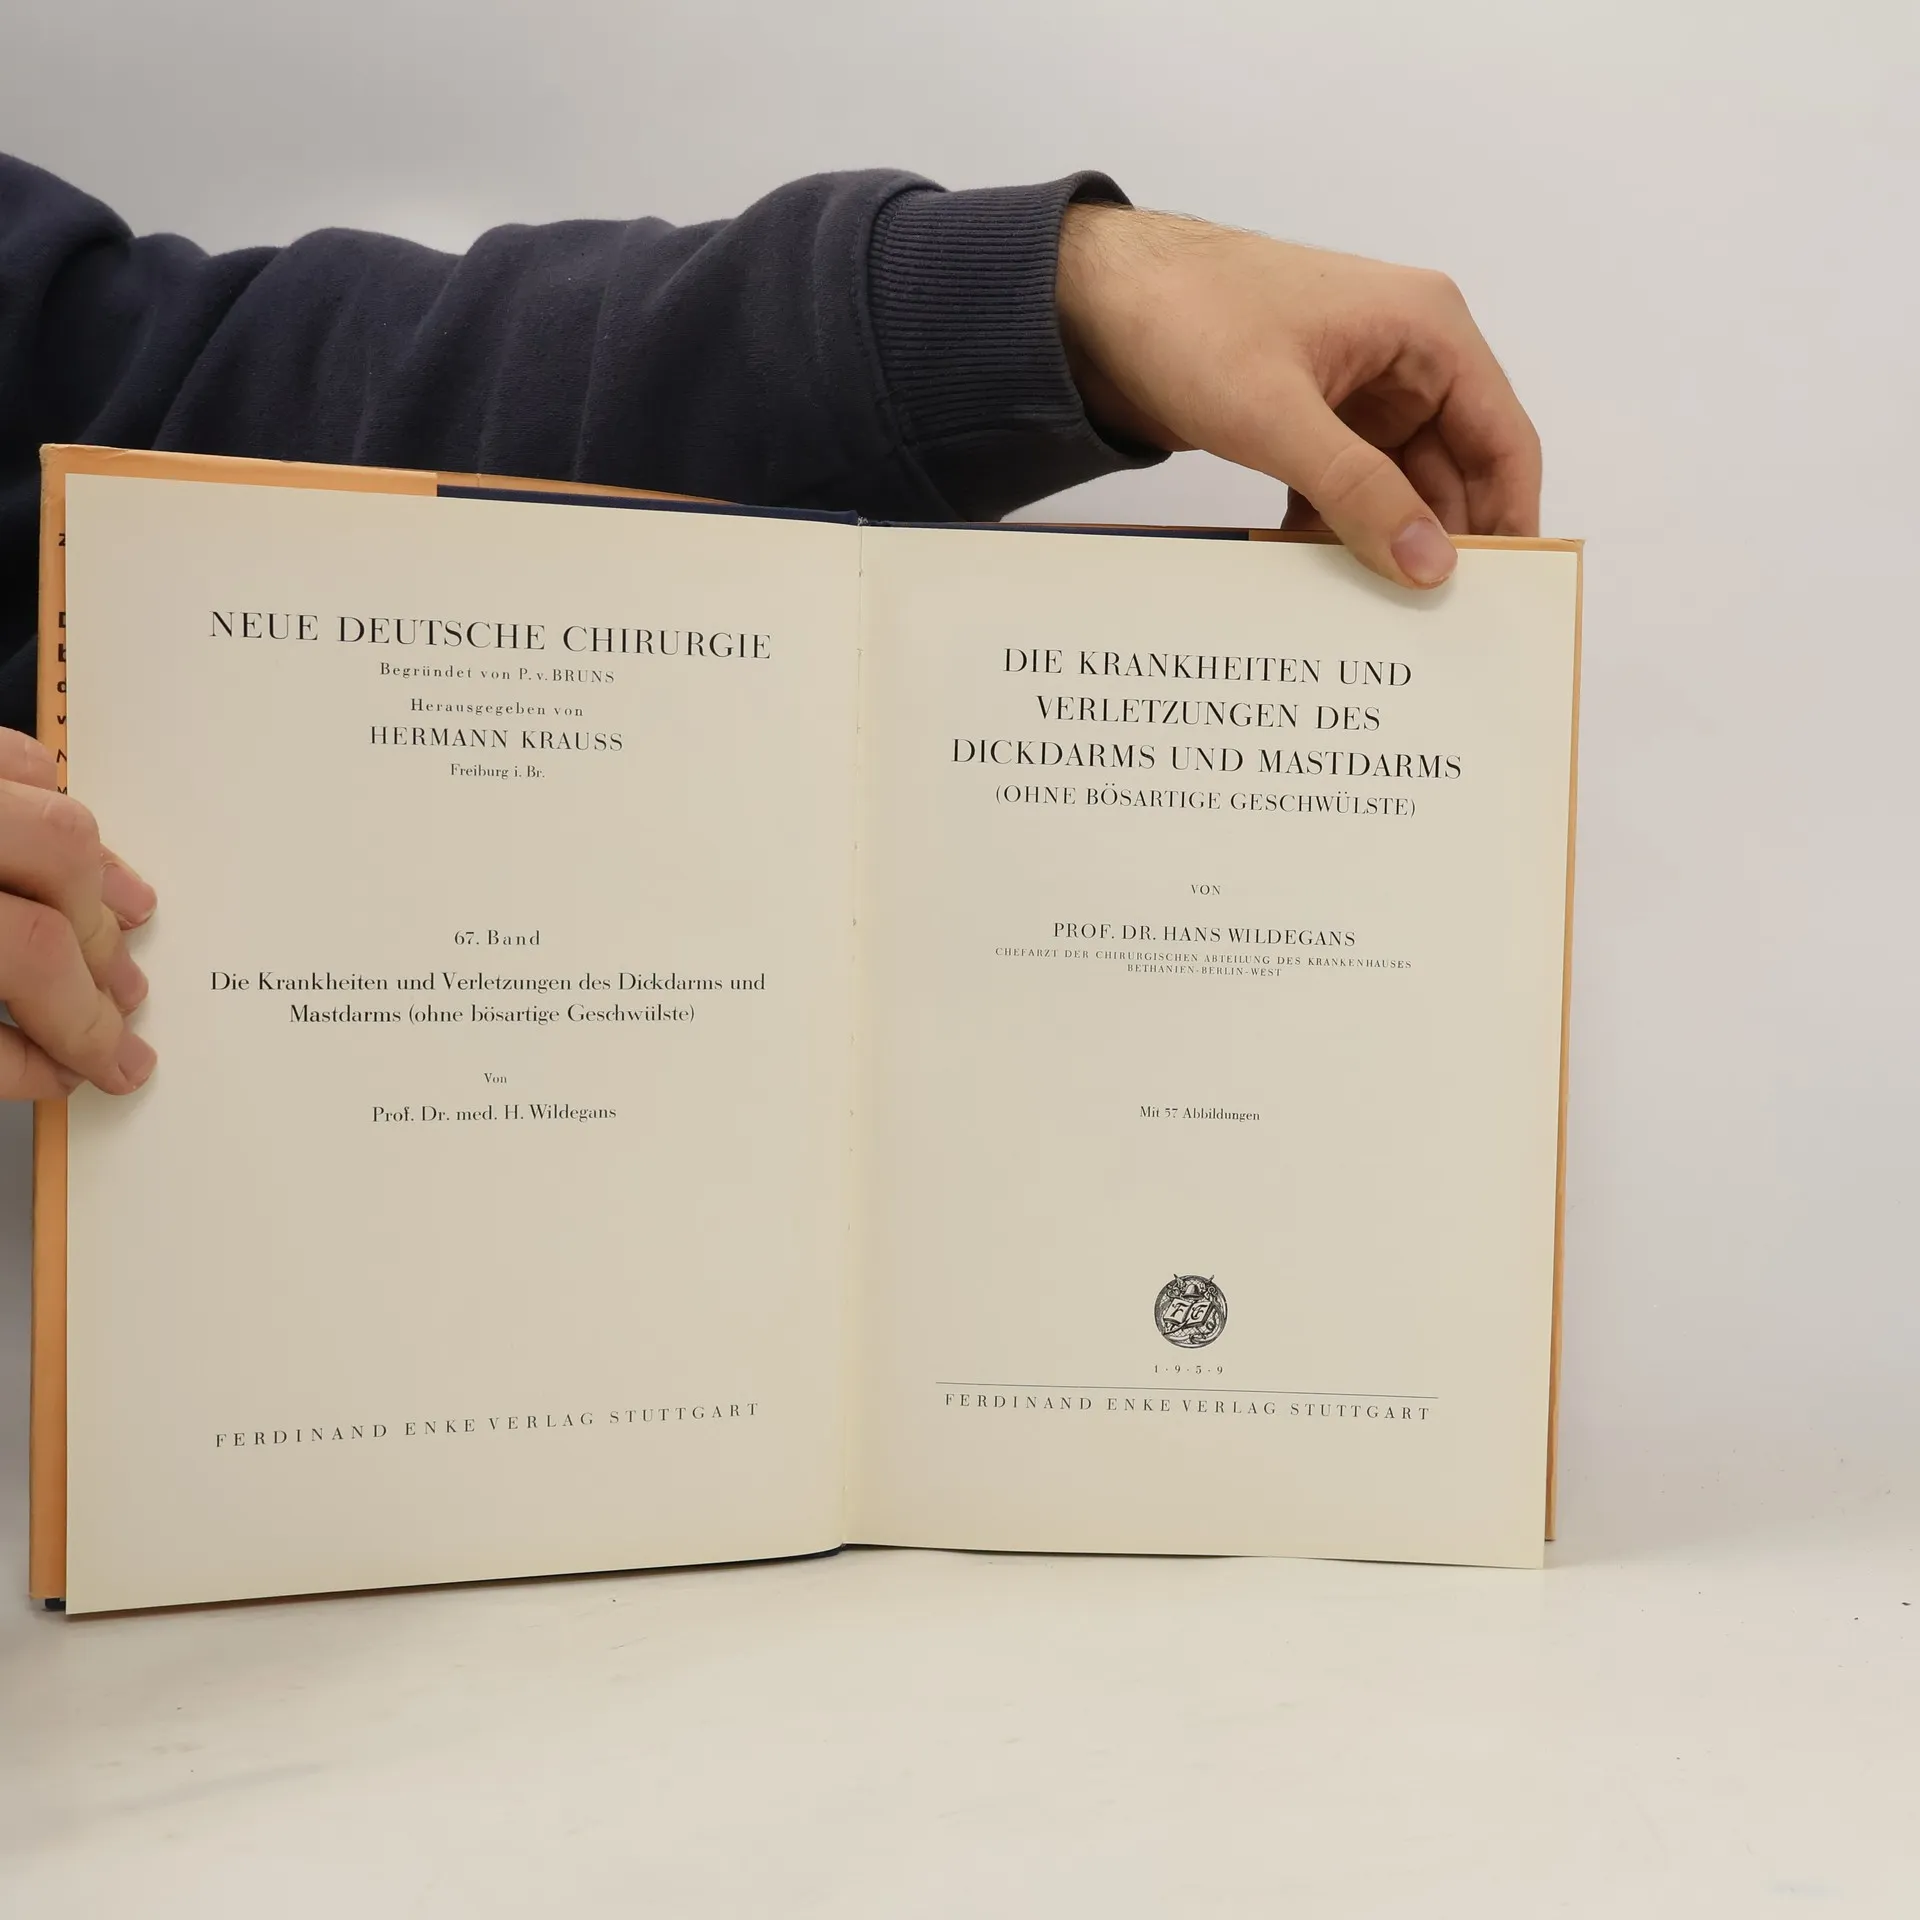 NEUE DEUTSCHE CHIRURGIE
Begründet von P. v. BRUNS
Herausgegeben von
HERMANN KRAUSS
Freiburg i. Br.
67. Band
Die Krankheiten und Verletzungen des Dickdarms und
Mastdarms (ohne bösartige Geschwülste)
Von
Prof. Dr. med. H. Wildegans
FERDINAND ENKE VERLAG STUTTGART
DIE KRANKHEITEN UND
VERLETZUNGEN DES
DICKDARMS UND MASTDARMS
(OHNE BÖSARTIGE GESCHWÜLSTE)
VON
PROF. DR. HANS WILDEGANS
CHEFARZT DER CHIRURGISCHEN ABTEILUNG DES KRANKENHAUSES
BETHANIEN-BERLIN-WEST
Mit 57 Abbildungen
F E
1 · 9 · 5 · 9
FERDINAND ENKE VERLAG STUTTGART